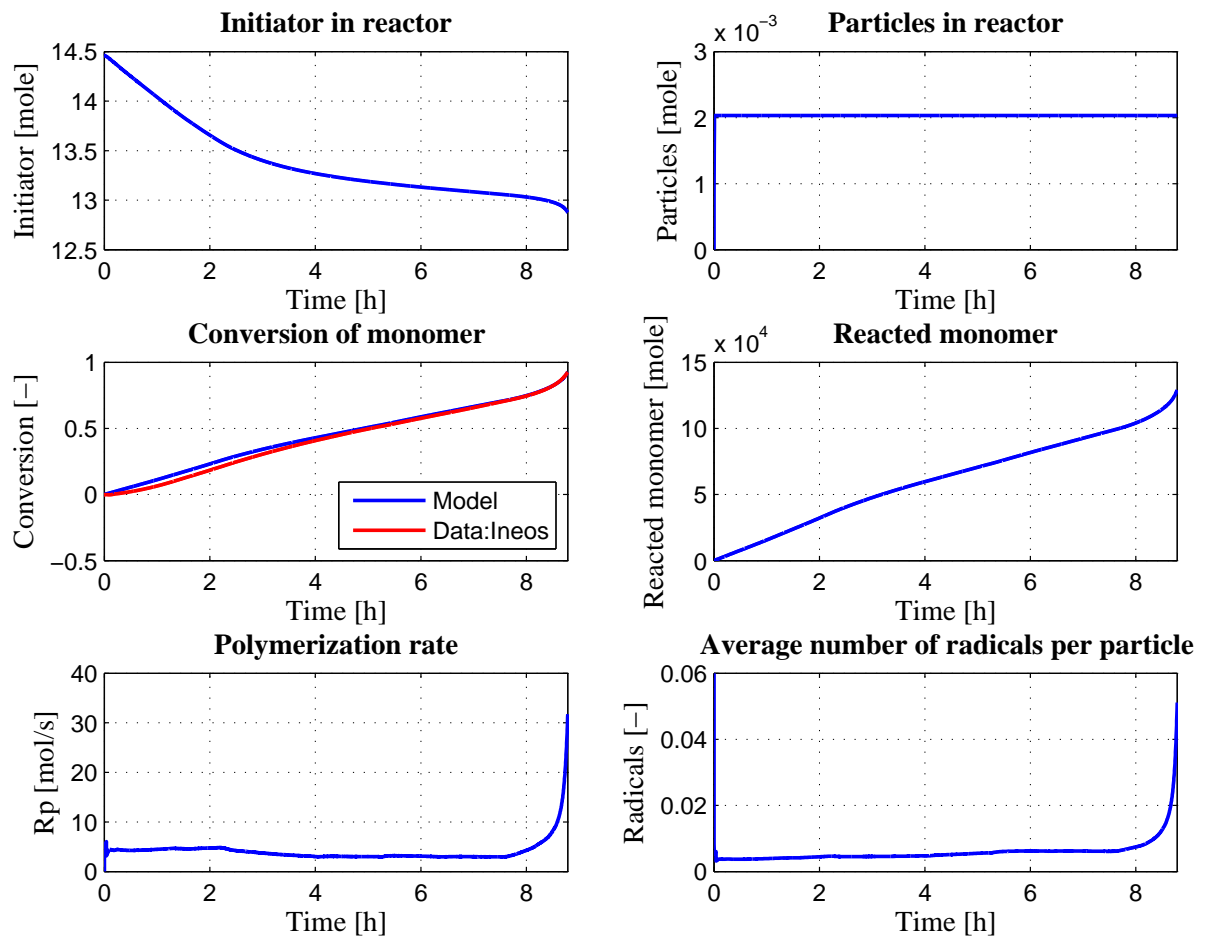 Initiator in reactor
Initiator [mole]
14.5
14
13.5
13
12.5
0 2 4 6 8
Time [h]
Particles in reactor
x 10−3
Particles [mole]
3
2
1
0
0 2 4 6 8
Time [h]
Conversion of monomer
Conversion [−]
1
0.5
0
−0.5
Model
Data:Ineos
0 2 4 6 8
Time [h]
Reacted monomer
x 104
Reacted monomer [mole]
15
10
5
0
0 2 4 6 8
Time [h]
Polymerization rate
Rp [mol/s]
40
30
20
10
0
0 2 4 6 8
Time [h]
Average number of radicals per particle
Radicals [−]
0.06
0.04
0.02
0
0 2 4 6 8
Time [h]